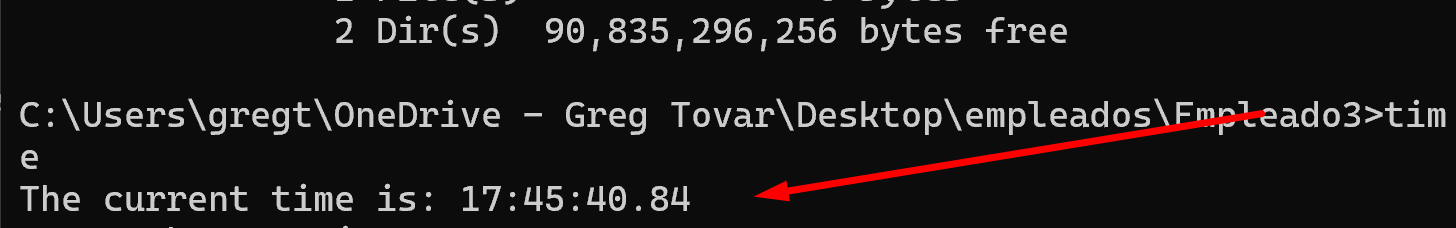 2 Dir(s)  90,835,296,256 bytes free
C:\Users\gregt\OneDrive - Greg Tovar\Desktop\empleados\Empleado3>tim
e
The current time is: 17:45:40.84